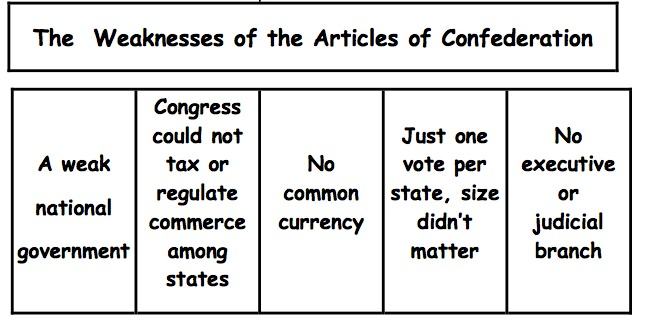 The Weaknesses of the Articles of Confederation
A weak
national
government
Congress
could not
tax or
regulate
commerce
among
states
No
common
currency
Just one
vote per
state, size
didn't
matter
No
executive
or
judicial
branch